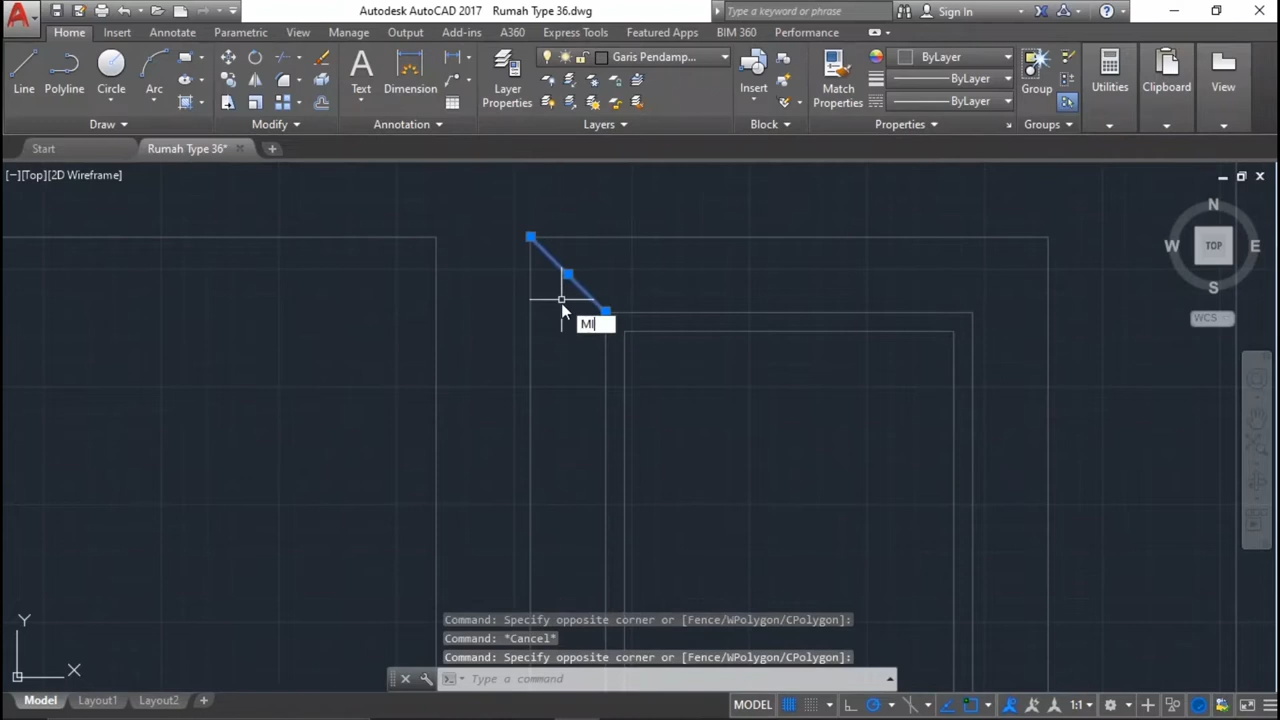 Autodesk AutoCAD 2017 Rumah Type 36.dwg
Type a keyword or phrase
Sign In
Home Insert Annotate Parametric View Manage Output Add-ins A360 Express Tools Featured Apps BIM 360 Performance
Line Polyline Circle Arc
Draw
Modify
Text Dimension
Annotation
Layer Properties
Garis Pendamp...
Layers
Insert
Block
Match Properties
ByLayer
ByLayer
ByLayer
Properties
Group
Groups
Utilities
Clipboard
View
Start
Rumah Type 36*
[−][Top][2D Wireframe]
N
W TOP E
S
WCS
MI
Command: Specify opposite corner or [Fence/WPolygon/CPolygon]:
Command: *Cancel*
Command: Specify opposite corner or [Fence/WPolygon/CPolygon]:
Type a command
Y
X
Model Layout1 Layout2 +
MODEL
1:1